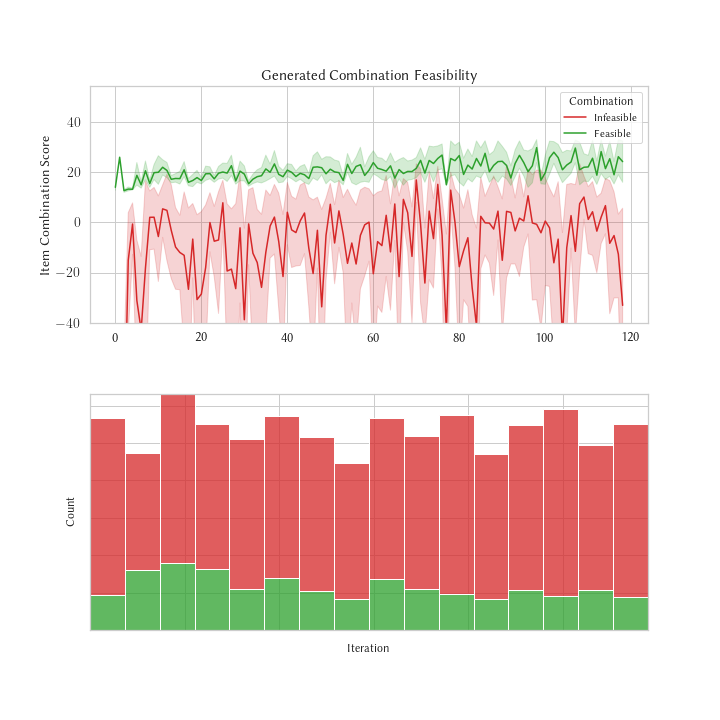 Generated Combination Feasibility
Combination
Infeasible
Feasible
Item Combination Score
40
20
0
−20
−40
0
20
40
60
80
100
120
Count
Iteration